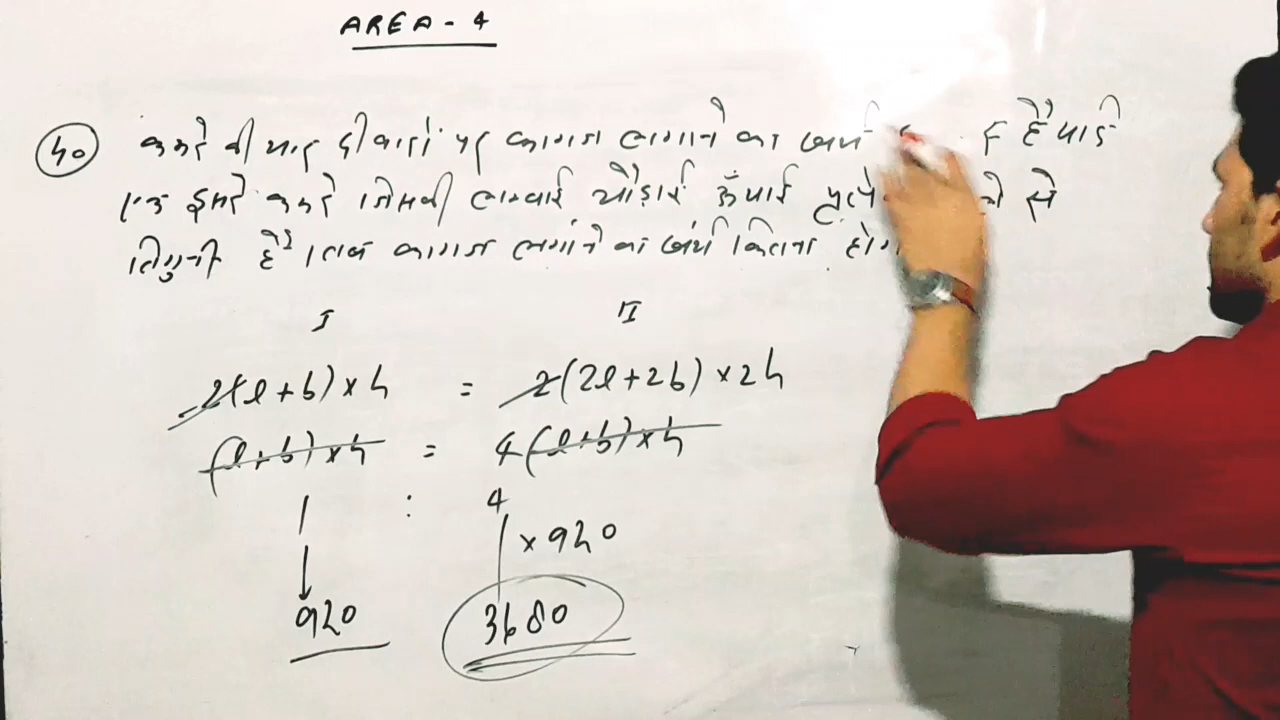 AREA - 4
40 कमरे की चार दीवारों पर कागज लगाने का खर्च रु है यदि
एक दूसरे कमरे जिसकी लम्बाई चौड़ाई ऊँचाई से
तिगुनी है । तब कागज लगाने का खर्च कितना
I II
2(l+b)×h = 2(2l+2b)×2h
(l+b)×h = 4(l+b)×h
1 : 4
×920
920 3680